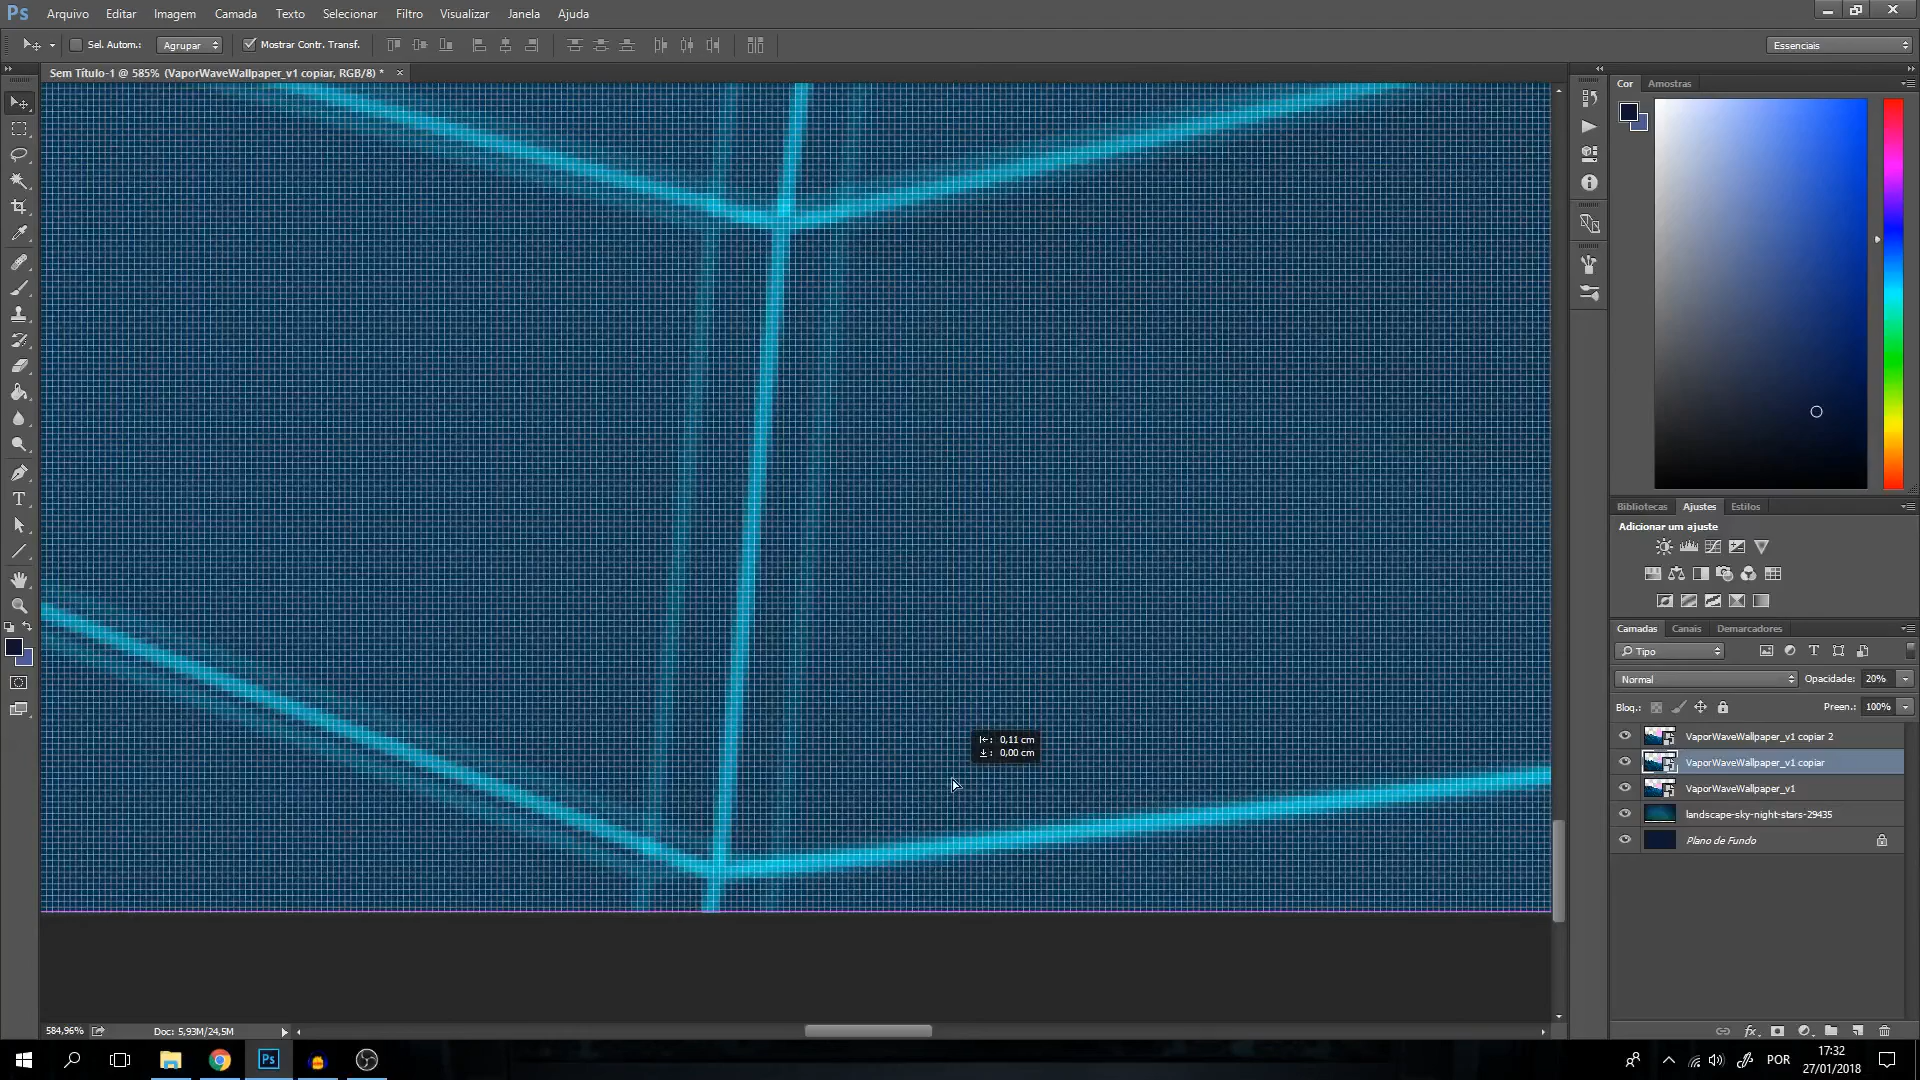 Ps Arquivo Editar Imagem Camada Texto Selecionar Filtro Visualizar Janela Ajuda
Sel. Autom.: Agrupar Mostrar Contr. Transf. Essenciais
Sem Título-1 @ 585% (VaporWaveWallpaper_v1 copiar, RGB/8) * ×
Cor Amostras
Bibliotecas Ajustes Estilos
Adicionar um ajuste
Camadas Canais Demarcadores
Tipo
Normal Opacidade: 20%
Bloq.: Preen.: 100%
VaporWaveWallpaper_v1 copiar 2
VaporWaveWallpaper_v1 copiar
VaporWaveWallpaper_v1
landscape-sky-night-stars-29435
Plano de Fundo
0,11 cm
0,00 cm
584,96% Doc: 5,93M/24,5M
Ps POR 17:32
27/01/2018